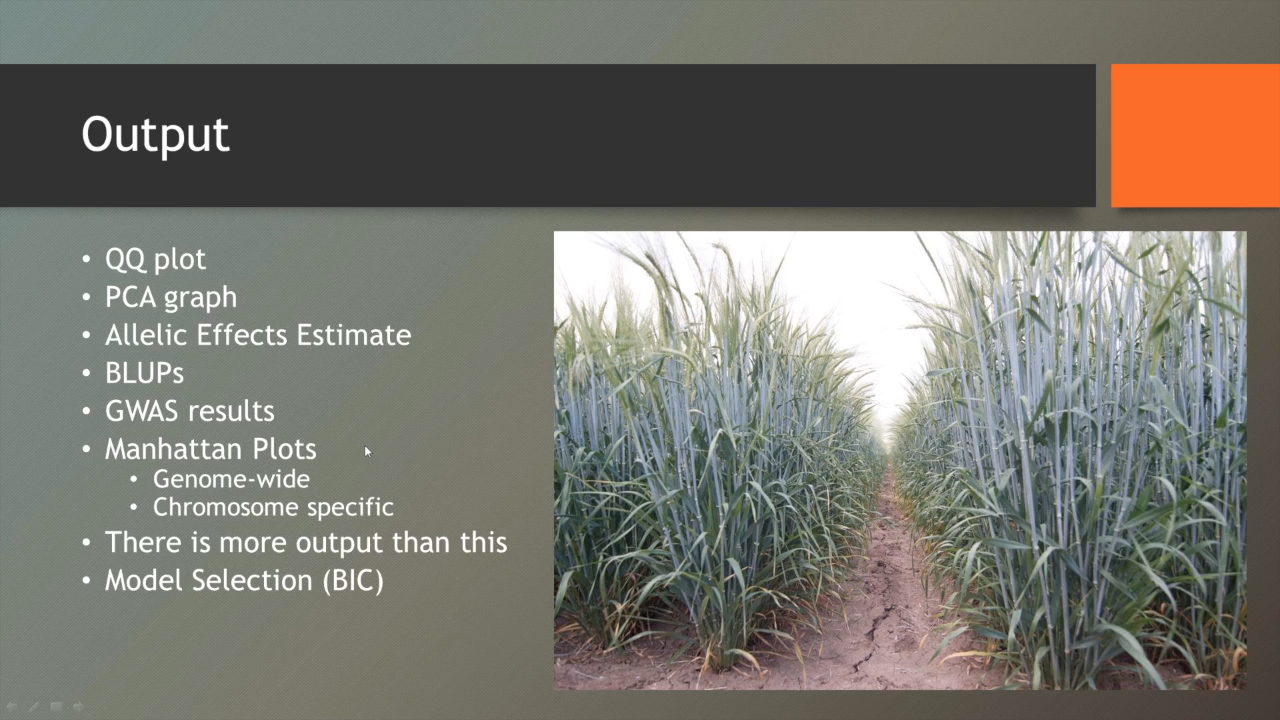 Output
• QQ plot
• PCA graph
• Allelic Effects Estimate
• BLUPs
• GWAS results
• Manhattan Plots
• Genome-wide
• Chromosome specific
• There is more output than this
• Model Selection (BIC)